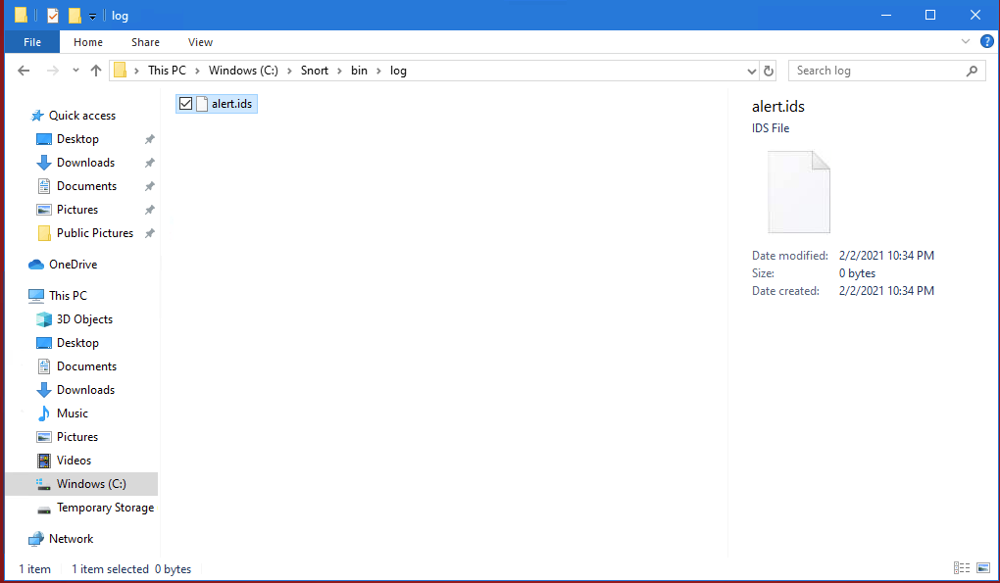 log
File Home Share View
This PC Windows (C:) Snort bin log
Search log
Quick access
Desktop
Downloads
Documents
Pictures
Public Pictures
OneDrive
This PC
3D Objects
Desktop
Documents
Downloads
Music
Pictures
Videos
Windows (C:)
Temporary Storage
Network
alert.ids
alert.ids
IDS File
Date modified: 2/2/2021 10:34 PM
Size: 0 bytes
Date created: 2/2/2021 10:34 PM
1 item 1 item selected 0 bytes